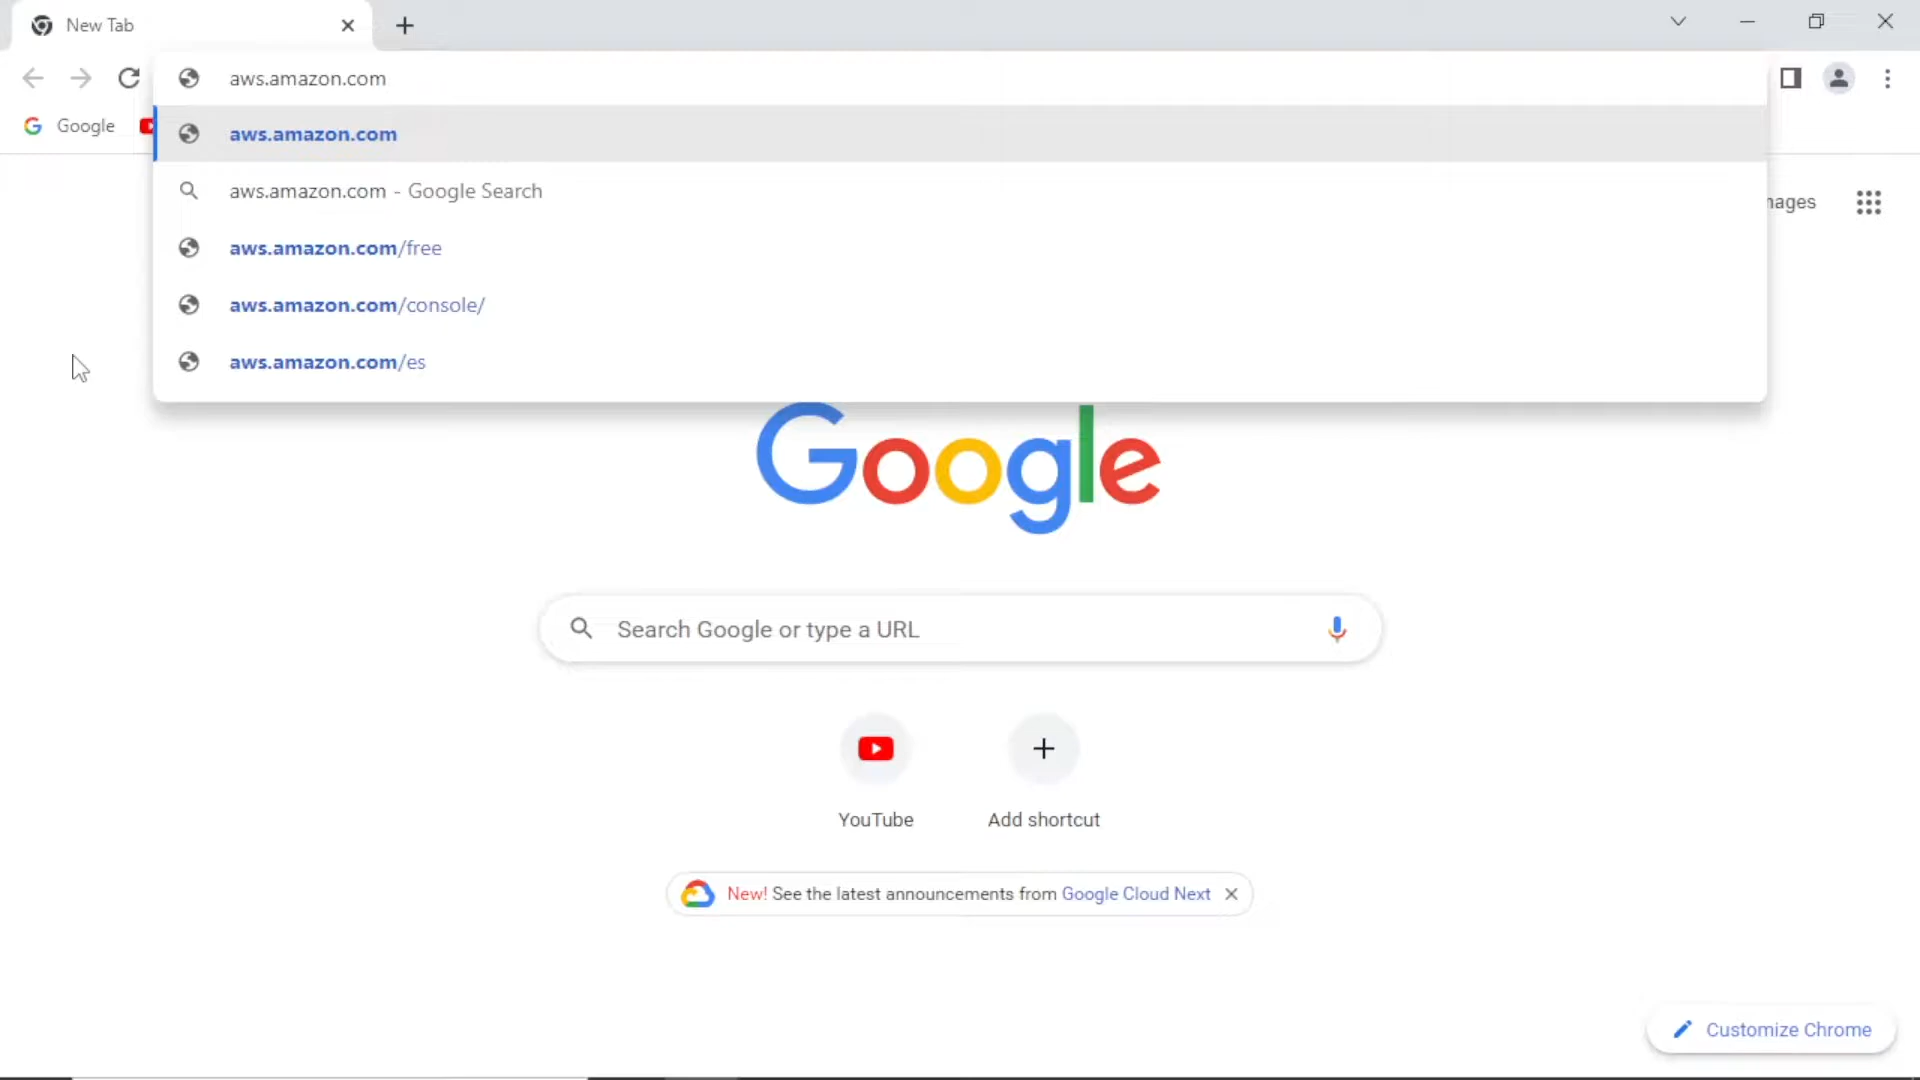 New Tab
aws.amazon.com
Google
aws.amazon.com
aws.amazon.com - Google Search
aws.amazon.com/free
aws.amazon.com/console/
aws.amazon.com/es
Google
Search Google or type a URL
YouTube
Add shortcut
New! See the latest announcements from Google Cloud Next
Customize Chrome